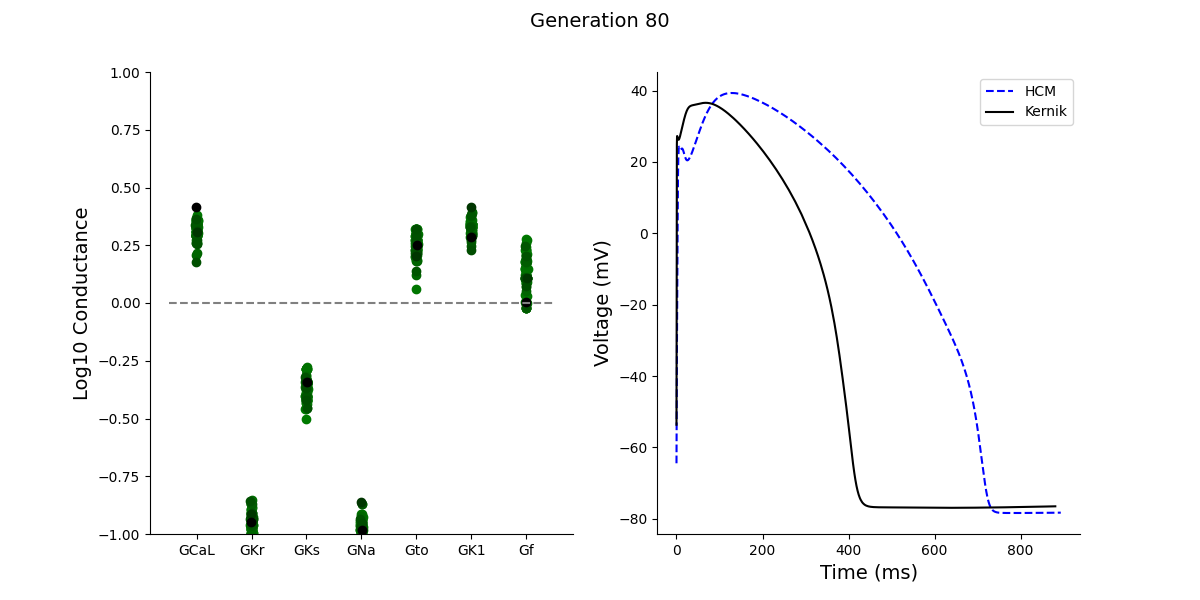 Generation 80
Log10 Conductance
1.00
0.75
0.50
0.25
0.00
−0.25
−0.50
−0.75
−1.00
GCaL GKr GKs GNa Gto GK1 Gf
Voltage (mV)
40
20
0
−20
−40
−60
−80
0 200 400 600 800
Time (ms)
HCM
Kernik